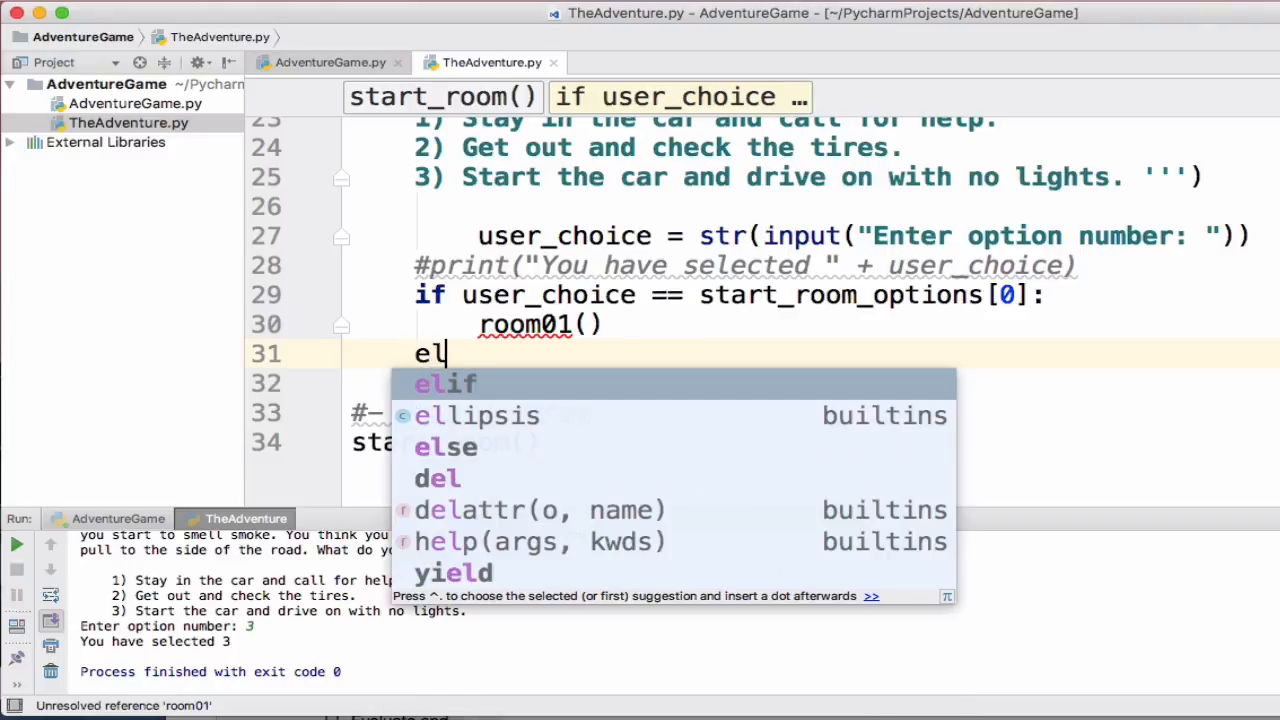 TheAdventure.py - AdventureGame - [~/PycharmProjects/AdventureGame]
AdventureGame TheAdventure.py
Project AdventureGame.py TheAdventure.py
AdventureGame ~/Pycharm
AdventureGame.py
TheAdventure.py
External Libraries
start_room() if user_choice …
23 1) Stay in the car and call for help.
24 2) Get out and check the tires.
25 3) Start the car and drive on with no lights. ''')
26
27 user_choice = str(input("Enter option number: "))
28 #print("You have selected " + user_choice)
29 if user_choice == start_room_options[0]:
30 room01()
31 el
32
33 #-
34
elif
ellipsis builtins
else
del
delattr(o, name) builtins
help(args, kwds) builtins
yield
Press ^. to choose the selected (or first) suggestion and insert a dot afterwards >>
Run: AdventureGame TheAdventure
you start to smell smoke. You think you
pull to the side of the road. What do yo
1) Stay in the car and call for help
2) Get out and check the tires.
3) Start the car and drive on with no lights.
Enter option number: 3
You have selected 3
Process finished with exit code 0
Unresolved reference 'room01'